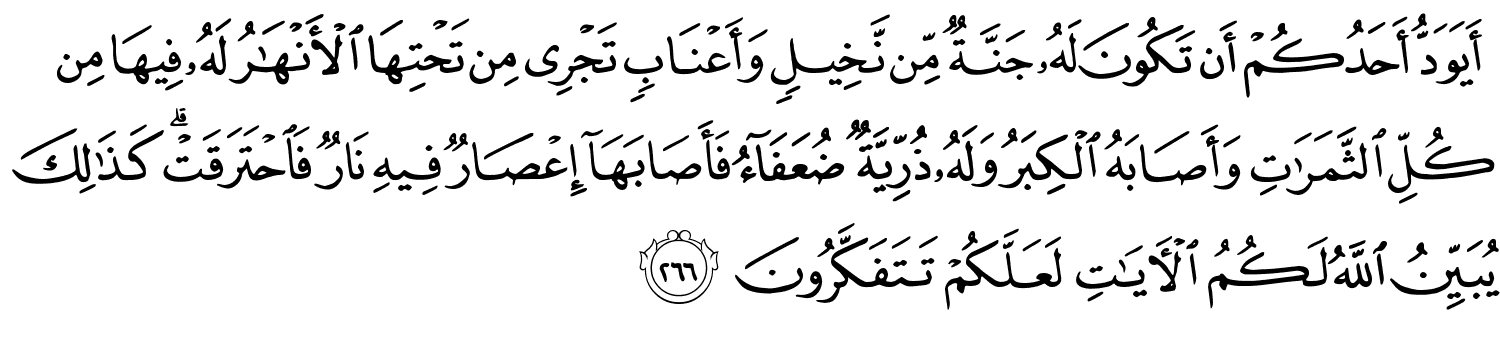 أَيَوَدُّ أَحَدُكُمۡ أَن تَكُونَ لَهُۥ جَنَّةٞ مِّن نَّخِيلٖ وَأَعۡنَابٖ تَجۡرِي مِن تَحۡتِهَا ٱلۡأَنۡهَٰرُ لَهُۥ فِيهَا مِن
كُلِّ ٱلثَّمَرَٰتِ وَأَصَابَهُ ٱلۡكِبَرُ وَلَهُۥ ذُرِّيَّةٞ ضُعَفَآءُ فَأَصَابَهَآ إِعۡصَارٞ فِيهِ نَارٞ فَٱحۡتَرَقَتۡۗ كَذَٰلِكَ
يُبَيِّنُ ٱللَّهُ لَكُمُ ٱلۡأٓيَٰتِ لَعَلَّكُمۡ تَتَفَكَّرُونَ ٢٦٦